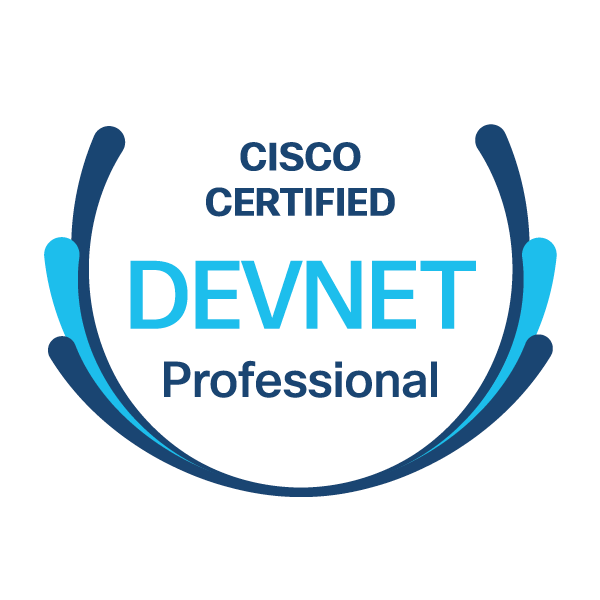 CISCO
CERTIFIED
DEVNET
Professional